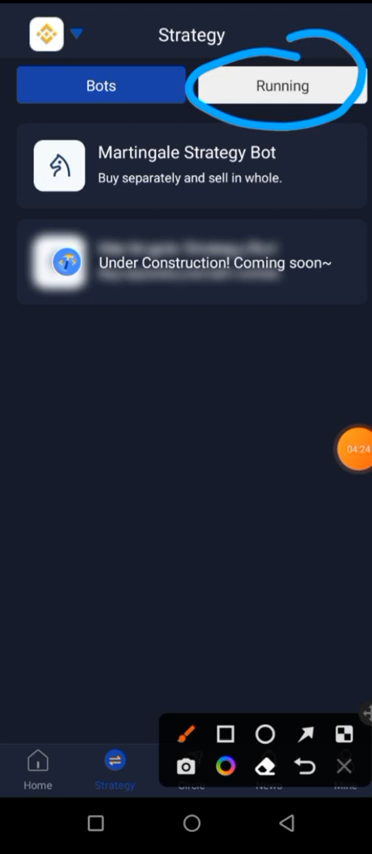 Strategy
Bots
Running
Martingale Strategy Bot
Buy separately and sell in whole.
Under Construction! Coming soon~
04:24
Home
Strategy